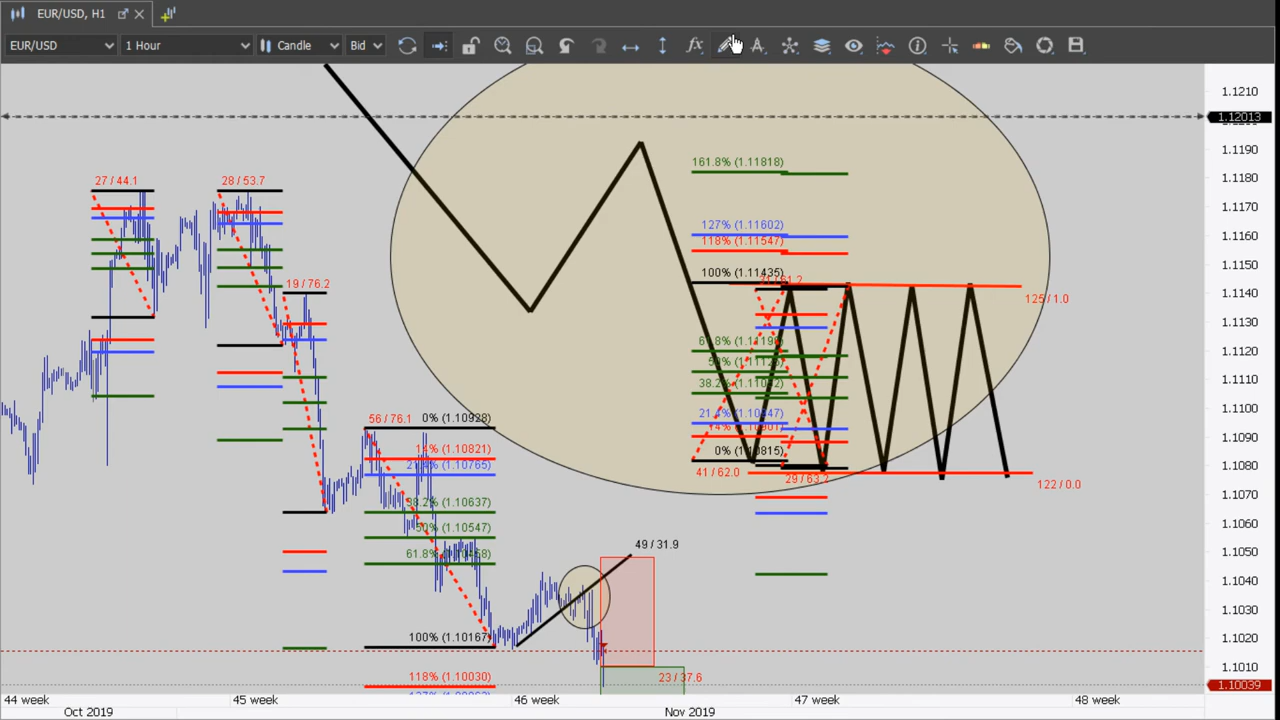 EUR/USD, H1
EUR/USD
1 Hour
Candle
Bid
27 / 44.1
28 / 53.7
19 / 76.2
56 / 76.1
0% (1.10928)
14% (1.10821)
38.2% (1.10637)
50% (1.10547)
100% (1.10167)
118% (1.10030)
161.8% (1.11818)
127% (1.11602)
118% (1.11547)
100% (1.11435)
0% (1.10815)
41 / 62.0
125 / 1.0
122 / 0.0
49 / 31.9
23 / 37.6
1.1210
1.12013
1.1190
1.1180
1.1170
1.1160
1.1150
1.1140
1.1130
1.1120
1.1110
1.1100
1.1090
1.1080
1.1070
1.1060
1.1050
1.1040
1.1030
1.1020
1.1010
1.10039
44 week
45 week
46 week
47 week
48 week
Oct 2019
Nov 2019